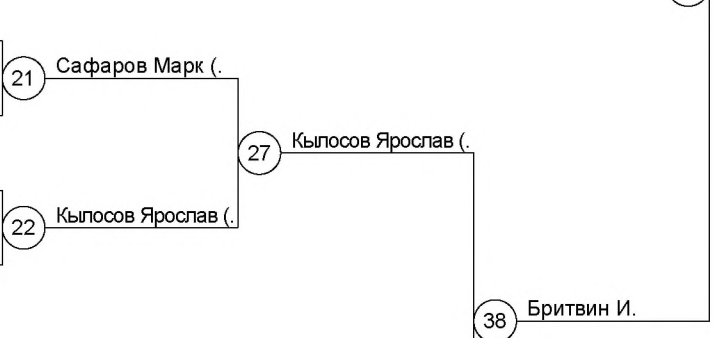 Сафаров Марк (.
21
Кылосов Ярослав (.
27
Кылосов Ярослав (.
22
Бритвин И.
38